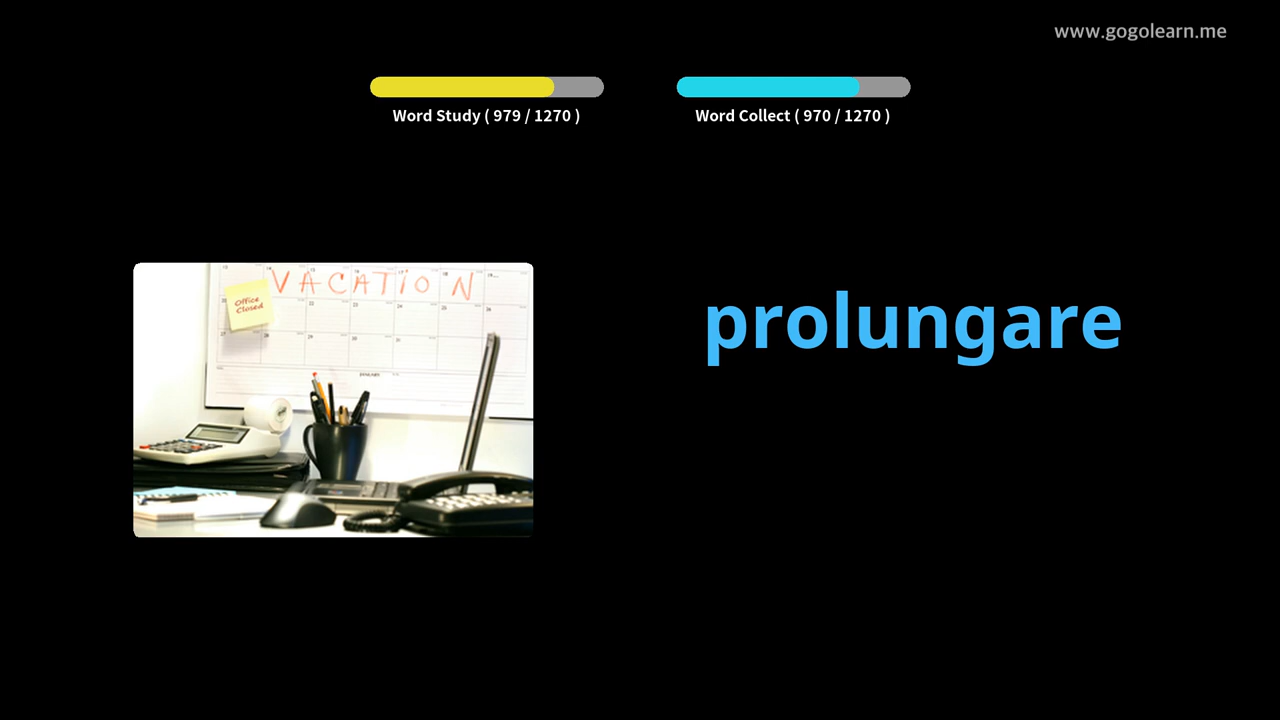 www.gogolearn.me
Word Study ( 979 / 1270 )
Word Collect ( 970 / 1270 )
VACATION
Office
Closed
prolungare